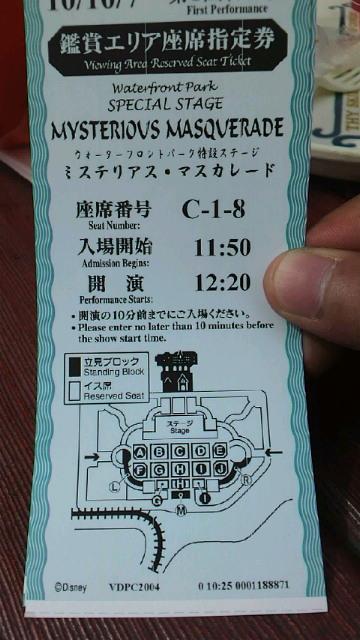 10/10/7
First Performance
鑑賞エリア座席指定券
Viewing Area Reserved Seat Ticket
Waterfront Park
SPECIAL STAGE
MYSTERIOUS MASQUERADE
ウォーターフロントパーク特設ステージ
ミステリアス・マスカレード
座席番号 C-1-8
Seat Number:
入場開始 11:50
Admission Begins:
開演 12:20
Performance Starts:
・開演の10分前までにご入場ください。
・Please enter no later than 10 minutes before
the show start time.
立見ブロック
Standing Block
イス席
Reserved Seat
ステージ
Stage
A B C D E
F G H I J
L G H I R
M
©Disney VDPC2004 0 10:25 0001188871